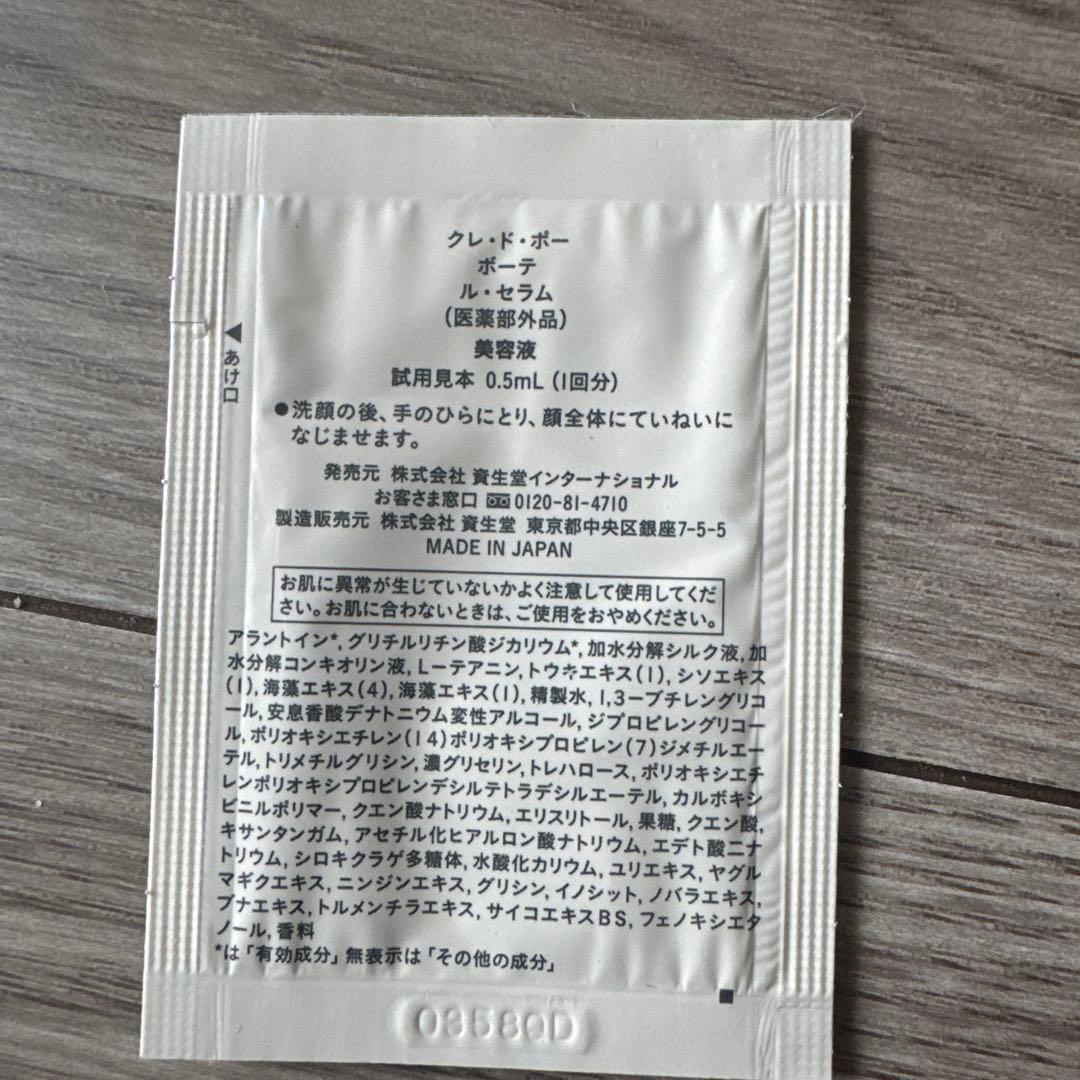 クレ・ド・ポー
ボーテ
ル・セラム
(医薬部外品)
美容液
試用見本 0.5mL (1回分)
◀あけ口
●洗顔の後、手のひらにとり、顔全体にていねいに
なじませます。
発売元 株式会社 資生堂インターナショナル
お客さま窓口 0120-81-4710
製造販売元 株式会社 資生堂 東京都中央区銀座7-5-5
MADE IN JAPAN
お肌に異常が生じていないかよく注意して使用してくだ
さい。お肌に合わないときは、ご使用をおやめください。
アラントイン*, グリチルリチン酸ジカリウム*, 加水分解シルク液, 加
水分解コンキオリン液, L－テアニン, トウキエキス(1), シソエキス
(1), 海藻エキス(4), 海藻エキス(1), 精製水, 1,3－ブチレングリコ
ール, 安息香酸デナトニウム変性アルコール, ジプロピレングリコー
ル, ポリオキシエチレン(14)ポリオキシプロピレン(7)ジメチルエー
テル, トリメチルグリシン, 濃グリセリン, トレハロース, ポリオキシエチ
レンポリオキシプロピレンデシルテトラデシルエーテル, カルボキシ
ビニルポリマー, クエン酸ナトリウム, エリスリトール, 果糖, クエン酸,
キサンタンガム, アセチル化ヒアルロン酸ナトリウム, エデト酸二ナ
トリウム, シロキクラゲ多糖体, 水酸化カリウム, ユリエキス, ヤグル
マギクエキス, ニンジンエキス, グリシン, イノシット, ノバラエキス,
ブナエキス, トルメンチラエキス, サイコエキスBS, フェノキシエタ
ノール, 香料
*は「有効成分」無表示は「その他の成分」
0358QD